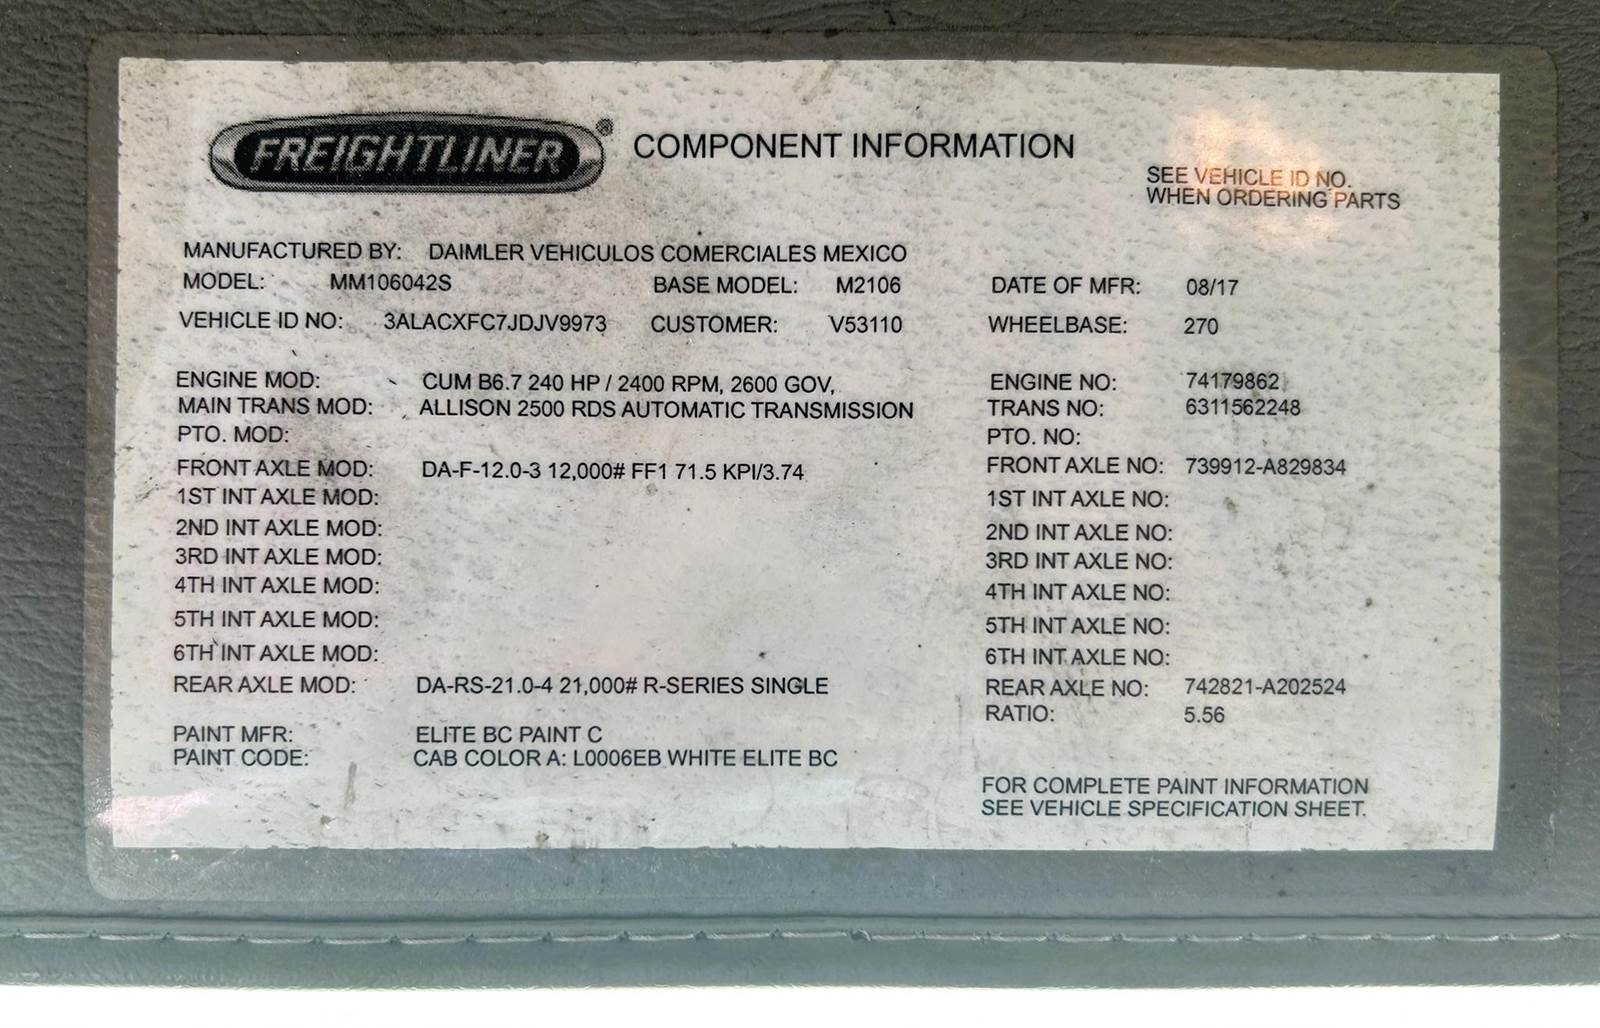 FREIGHTLINER® COMPONENT INFORMATION
SEE VEHICLE ID NO.
WHEN ORDERING PARTS
MANUFACTURED BY: DAIMLER VEHICULOS COMERCIALES MEXICO
MODEL: MM106042S BASE MODEL: M2106 DATE OF MFR: 08/17
VEHICLE ID NO: 3ALACXFC7JDJV9973 CUSTOMER: V53110 WHEELBASE: 270
ENGINE MOD: CUM B6.7 240 HP / 2400 RPM, 2600 GOV, ENGINE NO: 74179862
MAIN TRANS MOD: ALLISON 2500 RDS AUTOMATIC TRANSMISSION TRANS NO: 6311562248
PTO. MOD: PTO. NO:
FRONT AXLE MOD: DA-F-12.0-3 12,000# FF1 71.5 KPI/3.74 FRONT AXLE NO: 739912-A829834
1ST INT AXLE MOD: 1ST INT AXLE NO:
2ND INT AXLE MOD: 2ND INT AXLE NO:
3RD INT AXLE MOD: 3RD INT AXLE NO:
4TH INT AXLE MOD: 4TH INT AXLE NO:
5TH INT AXLE MOD: 5TH INT AXLE NO:
6TH INT AXLE MOD: 6TH INT AXLE NO:
REAR AXLE MOD: DA-RS-21.0-4 21,000# R-SERIES SINGLE REAR AXLE NO: 742821-A202524
RATIO: 5.56
PAINT MFR: ELITE BC PAINT C
PAINT CODE: CAB COLOR A: L0006EB WHITE ELITE BC
FOR COMPLETE PAINT INFORMATION
SEE VEHICLE SPECIFICATION SHEET.